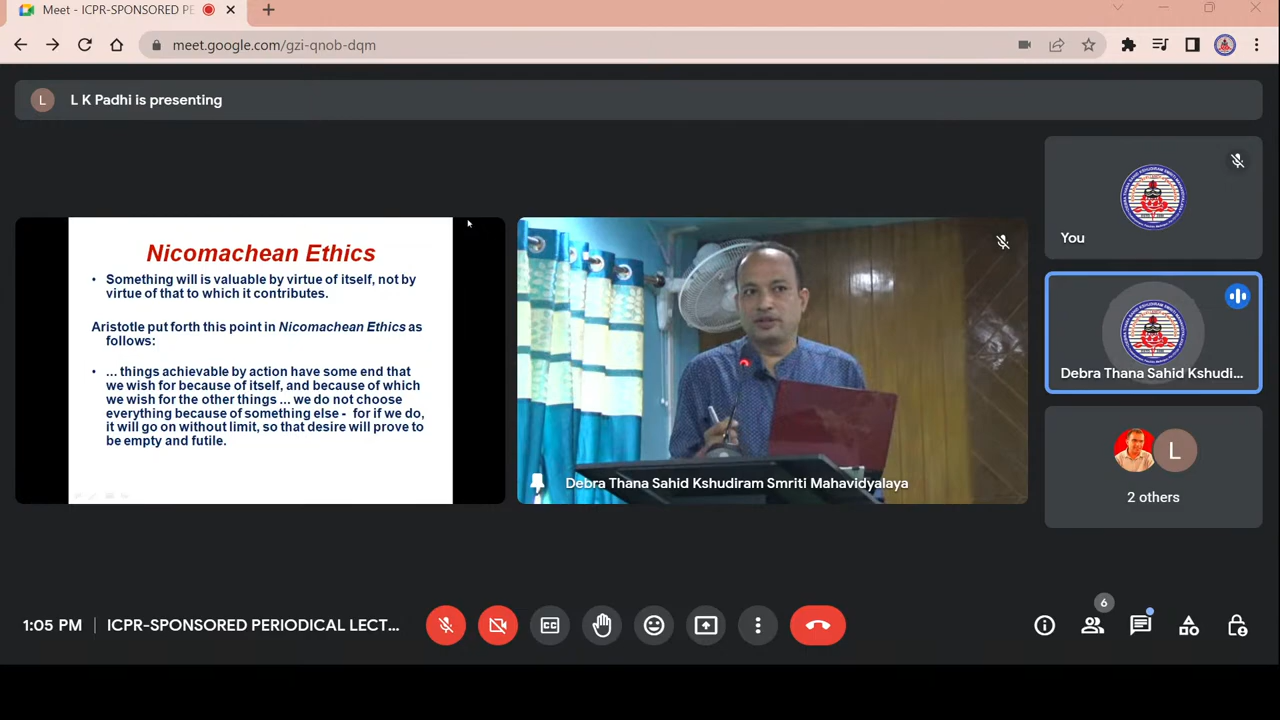 Meet - ICPR-SPONSORED PE
meet.google.com/gzi-qnob-dqm
L L K Padhi is presenting
Nicomachean Ethics
• Something will is valuable by virtue of itself, not by
virtue of that to which it contributes.
Aristotle put forth this point in Nicomachean Ethics as
follows:
• ... things achievable by action have some end that
we wish for because of itself, and because of which
we wish for the other things ... we do not choose
everything because of something else - for if we do,
it will go on without limit, so that desire will prove to
be empty and futile.
Debra Thana Sahid Kshudiram Smriti Mahavidyalaya
You
Debra Thana Sahid Kshudi...
L
2 others
1:05 PM | ICPR-SPONSORED PERIODICAL LECT...
CC
6